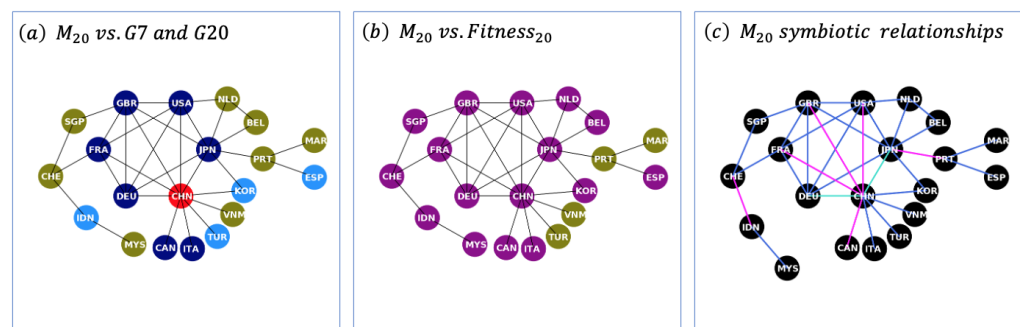 (a) M₂₀ vs. G7 and G20
GBR USA NLD
SGP BEL
MAR
FRA JPN PRT
CHE ESP
DEU CHN KOR
IDN VNM
MYS CAN ITA TUR
(b) M₂₀ vs. Fitness₂₀
GBR USA NLD
SGP BEL
MAR
FRA JPN PRT
CHE ESP
DEU CHN KOR
IDN VNM
MYS CAN ITA TUR
(c) M₂₀ symbiotic relationships
GBR USA NLD
SGP BEL
MAR
FRA JPN PRT
CHE ESP
DEU CHN KOR
IDN VNM
CAN ITA TUR
MYS